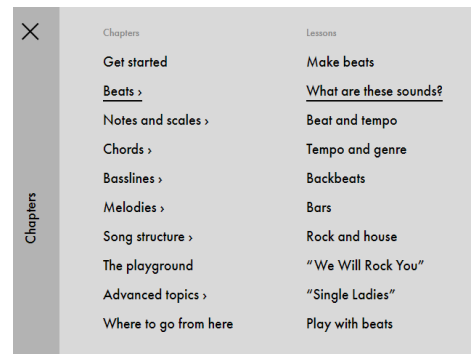 Chapters
Chapters
Get started
Beats ›
Notes and scales ›
Chords ›
Basslines ›
Melodies ›
Song structure ›
The playground
Advanced topics ›
Where to go from here
Lessons
Make beats
What are these sounds?
Beat and tempo
Tempo and genre
Backbeats
Bars
Rock and house
“We Will Rock You”
“Single Ladies”
Play with beats